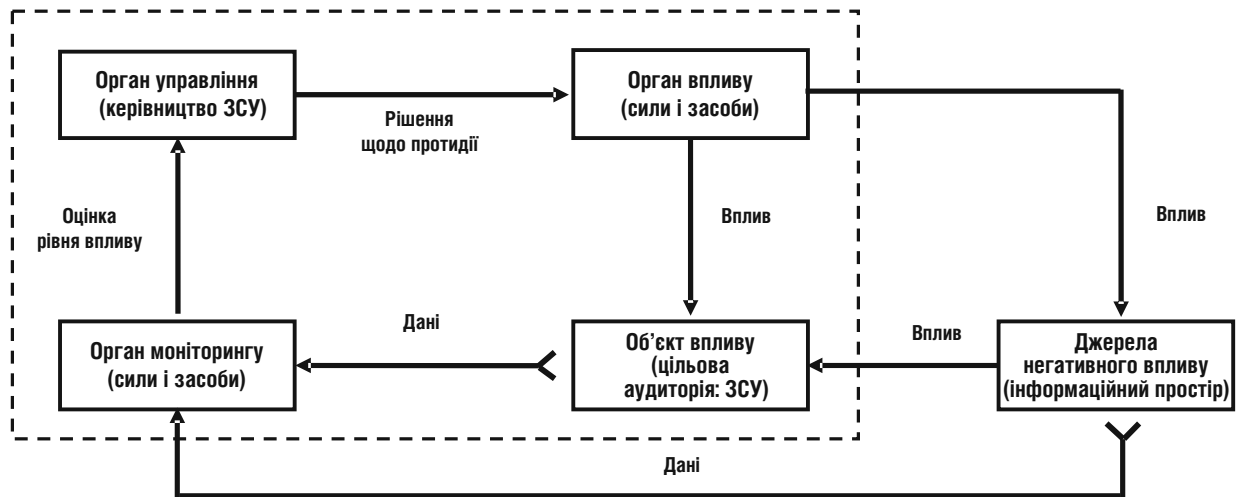 Орган управління
(керівництво ЗСУ)
Рішення
щодо протидії
Орган впливу
(сили і засоби)
Оцінка
рівня впливу
Вплив
Вплив
Орган моніторингу
(сили і засоби)
Дані
Об’єкт впливу
(цільова
аудиторія: ЗСУ)
Вплив
Джерела
негативного впливу
(інформаційний простір)
Дані